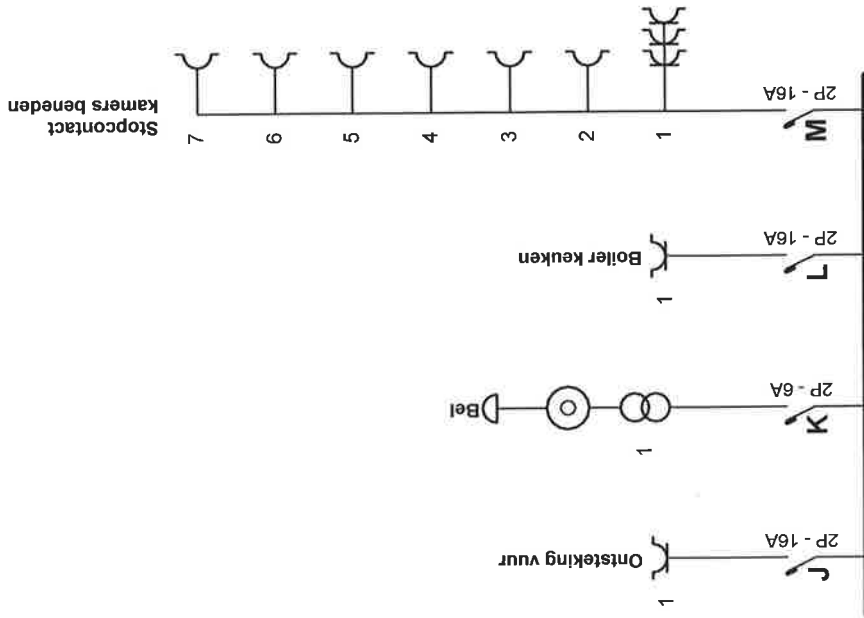 1
J
Ontsteking vuur
2P - 16A
1
K
Bel
2P - 6A
1
L
Boiler keuken
2P - 16A
M
1 2 3 4 5 6 7
Stopcontact
kamers beneden
2P - 16A